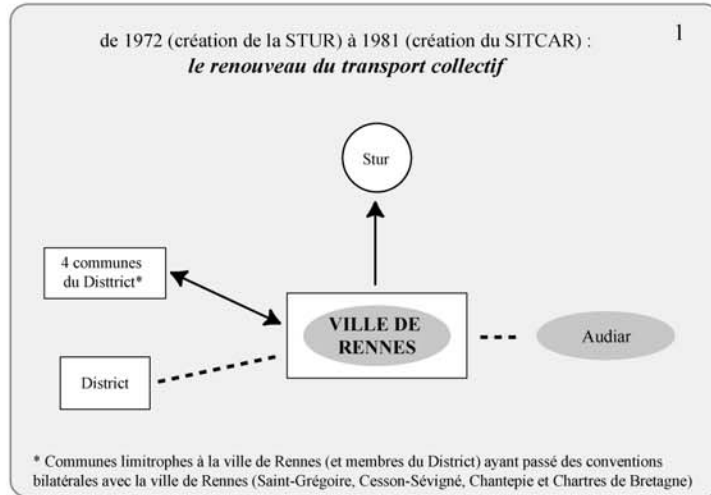 de 1972 (création de la STUR) à 1981 (création du SITCAR) :
1
le renouveau du transport collectif
Stur
4 communes
du Disttrict*
VILLE DE
RENNES
Audiar
District
* Communes limitrophes à la ville de Rennes (et membres du District) ayant passé des conventions
bilatérales avec la ville de Rennes (Saint-Grégoire, Cesson-Sévigné, Chantepie et Chartres de Bretagne)